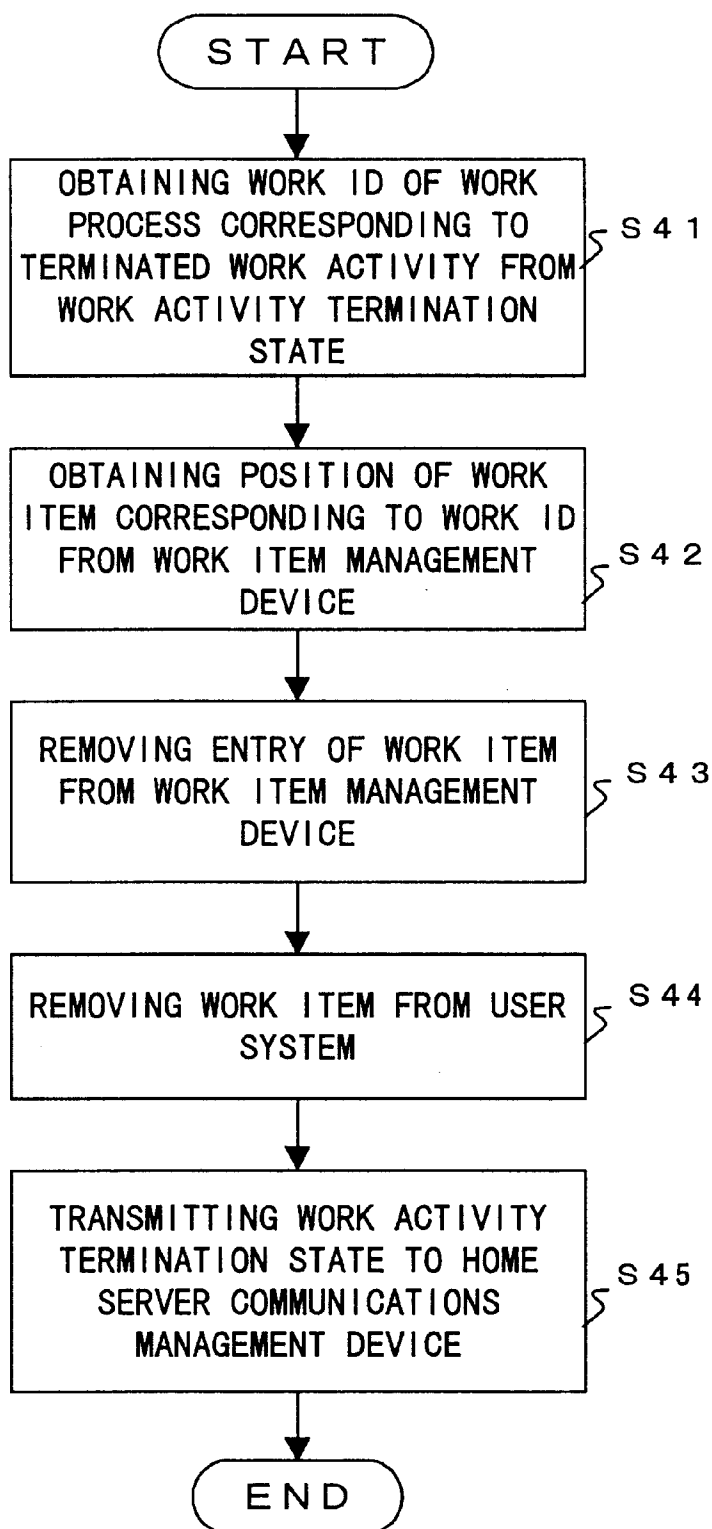 START
OBTAINING WORK ID OF WORK
PROCESS CORRESPONDING TO
TERMINATED WORK ACTIVITY FROM
WORK ACTIVITY TERMINATION
STATE
S41
OBTAINING POSITION OF WORK
ITEM CORRESPONDING TO WORK ID
FROM WORK ITEM MANAGEMENT
DEVICE
S42
REMOVING ENTRY OF WORK ITEM
FROM WORK ITEM MANAGEMENT
DEVICE
S43
REMOVING WORK ITEM FROM USER
SYSTEM
S44
TRANSMITTING WORK ACTIVITY
TERMINATION STATE TO HOME
SERVER COMMUNICATIONS
MANAGEMENT DEVICE
S45
END